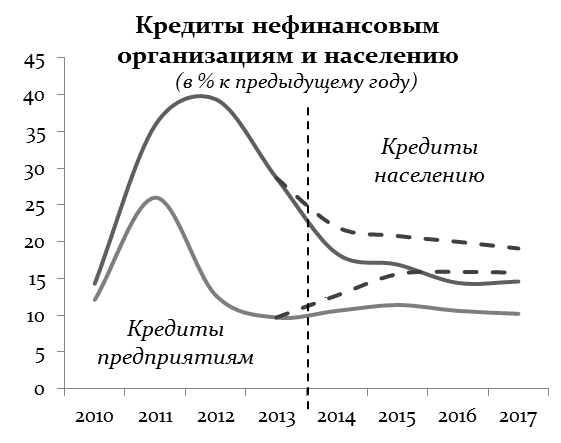 Кредиты нефинансовым
организациям и населению
(в % к предыдущему году)
45
40
35
30
25
20
15
10
5
0
Кредиты
населению
Кредиты
предприятиям
2010 2011 2012 2013 2014 2015 2016 2017